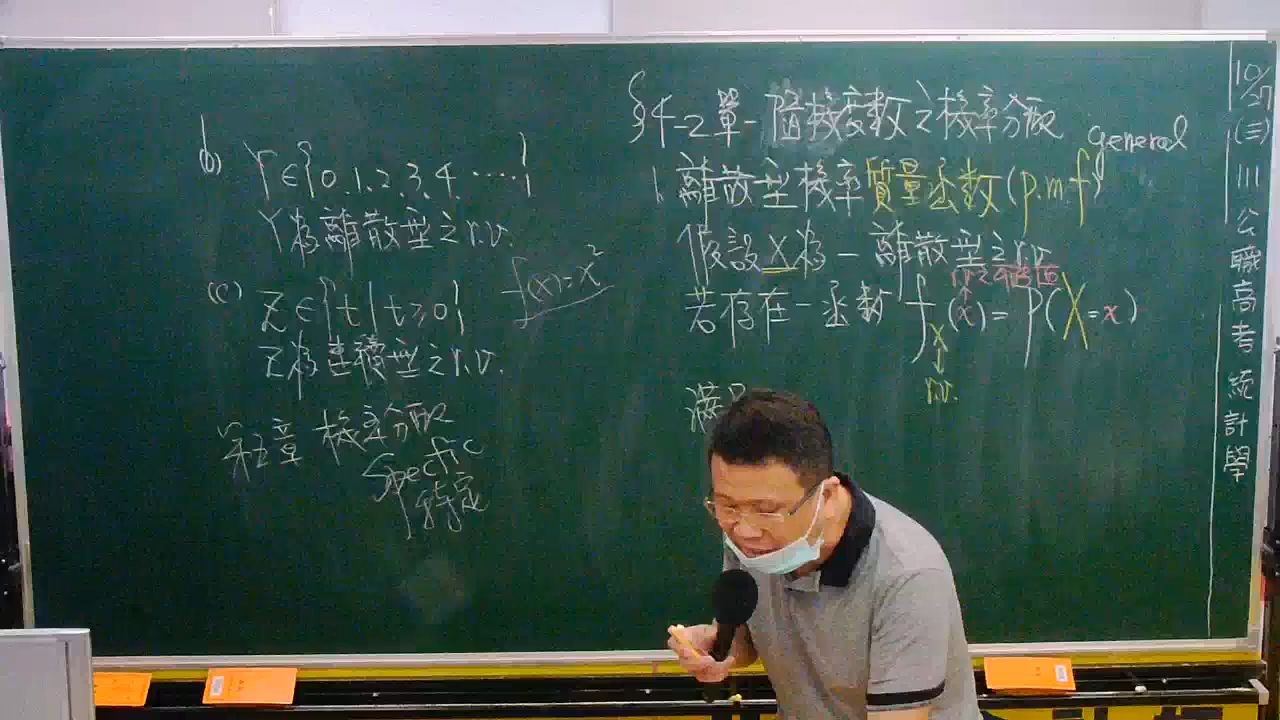 (b) Y∈{0.1.2.3.4.....}
Y為離散型之r.v.
(c) Z∈{t|t≥0}
Z為連續型之r.v.
f(x)=x²
第五章 機率分配
Specfic
特定
§4-2 單一隨機變數之機率分配
general
1. 離散型機率質量函數(p.m.f)
假設X為一離散型之r.v
若存在一函數 f_X(x)=P(X=x)
r.v.
滿足
10/27(三) 111 公職高考統計學